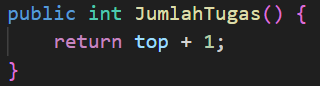 public int JumlahTugas() {
    return top + 1;
}